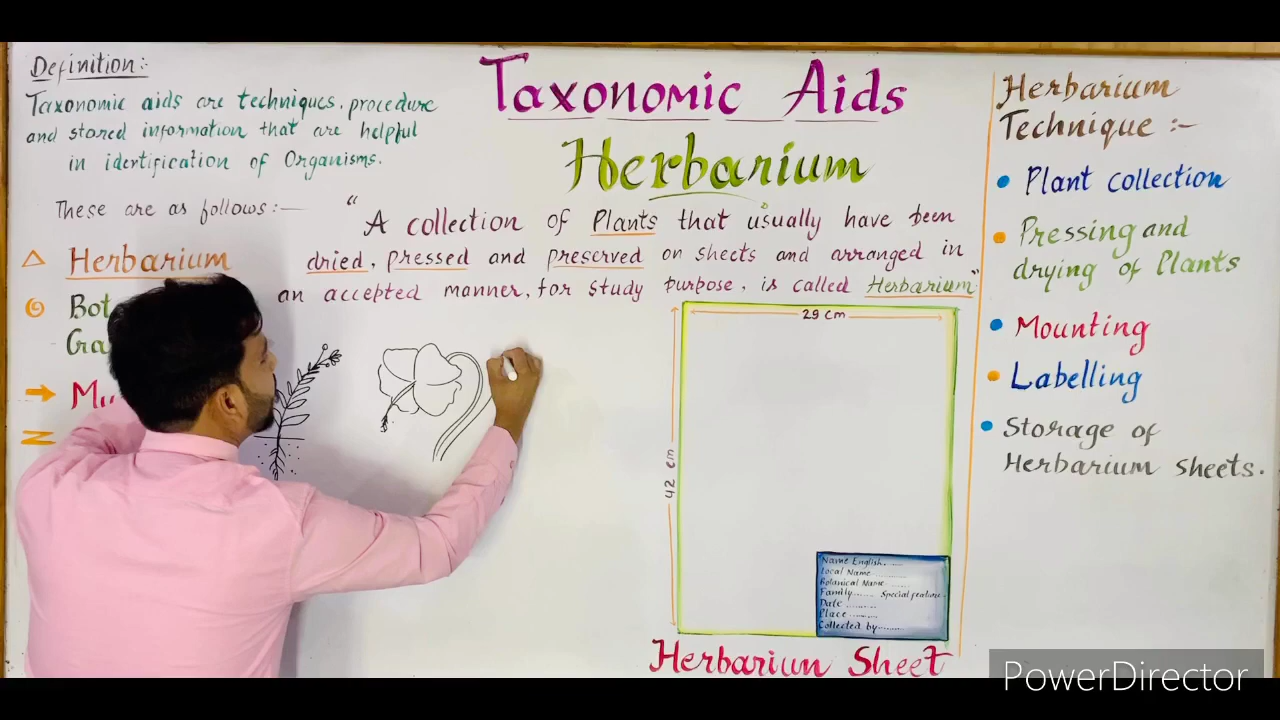 Definition:-
Taxonomic aids are techniques, procedure
and stored information that are helpful
in identification of Organisms.
These are as follows:-
Herbarium
Taxonomic Aids
Herbarium
"A collection of Plants that usually have been
dried, pressed and preserved on sheets and arranged in
an accepted manner, for study purpose, is called Herbarium"
29 cm
42 cm
Name English.......
Local Name.......
Botanical Name.......
Family....... Special feature.
Date..........
Place.........
Collected by.........
Herbarium Sheet
Herbarium
Technique:-
• Plant collection
• Pressing and
drying of Plants
• Mounting
• Labelling
• Storage of
Herbarium sheets.
PowerDirector